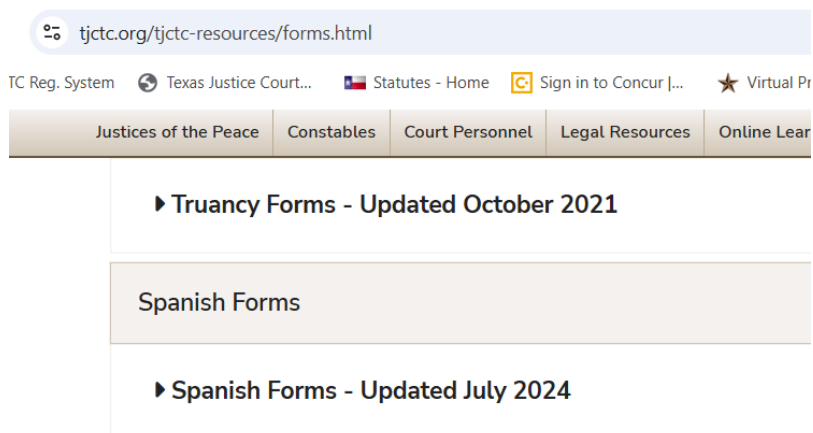 tjctc.org/tjctc-resources/forms.html
TC Reg. System Texas Justice Court... Statutes - Home Sign in to Concur |... Virtual Pr
Justices of the Peace Constables Court Personnel Legal Resources Online Lear
Truancy Forms - Updated October 2021
Spanish Forms
Spanish Forms - Updated July 2024